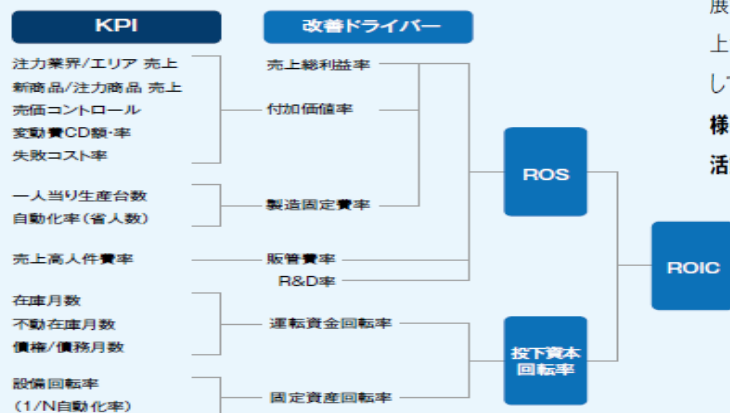 KPI
改善ドライバー
注力業界/エリア 売上
新商品/注力商品 売上
売価コントロール
変動費CD額・率
失敗コスト率
一人当り生産台数
自動化率(省人数)
売上高人件費率
在庫月数
不動在庫月数
債権/債務月数
設備回転率
(1/N自動化率)
売上総利益率
付加価値率
製造固定費率
販管費率
R&D率
運転資金回転率
固定資産回転率
ROS
投下資本
回転率
ROIC
展
上
し
様
活